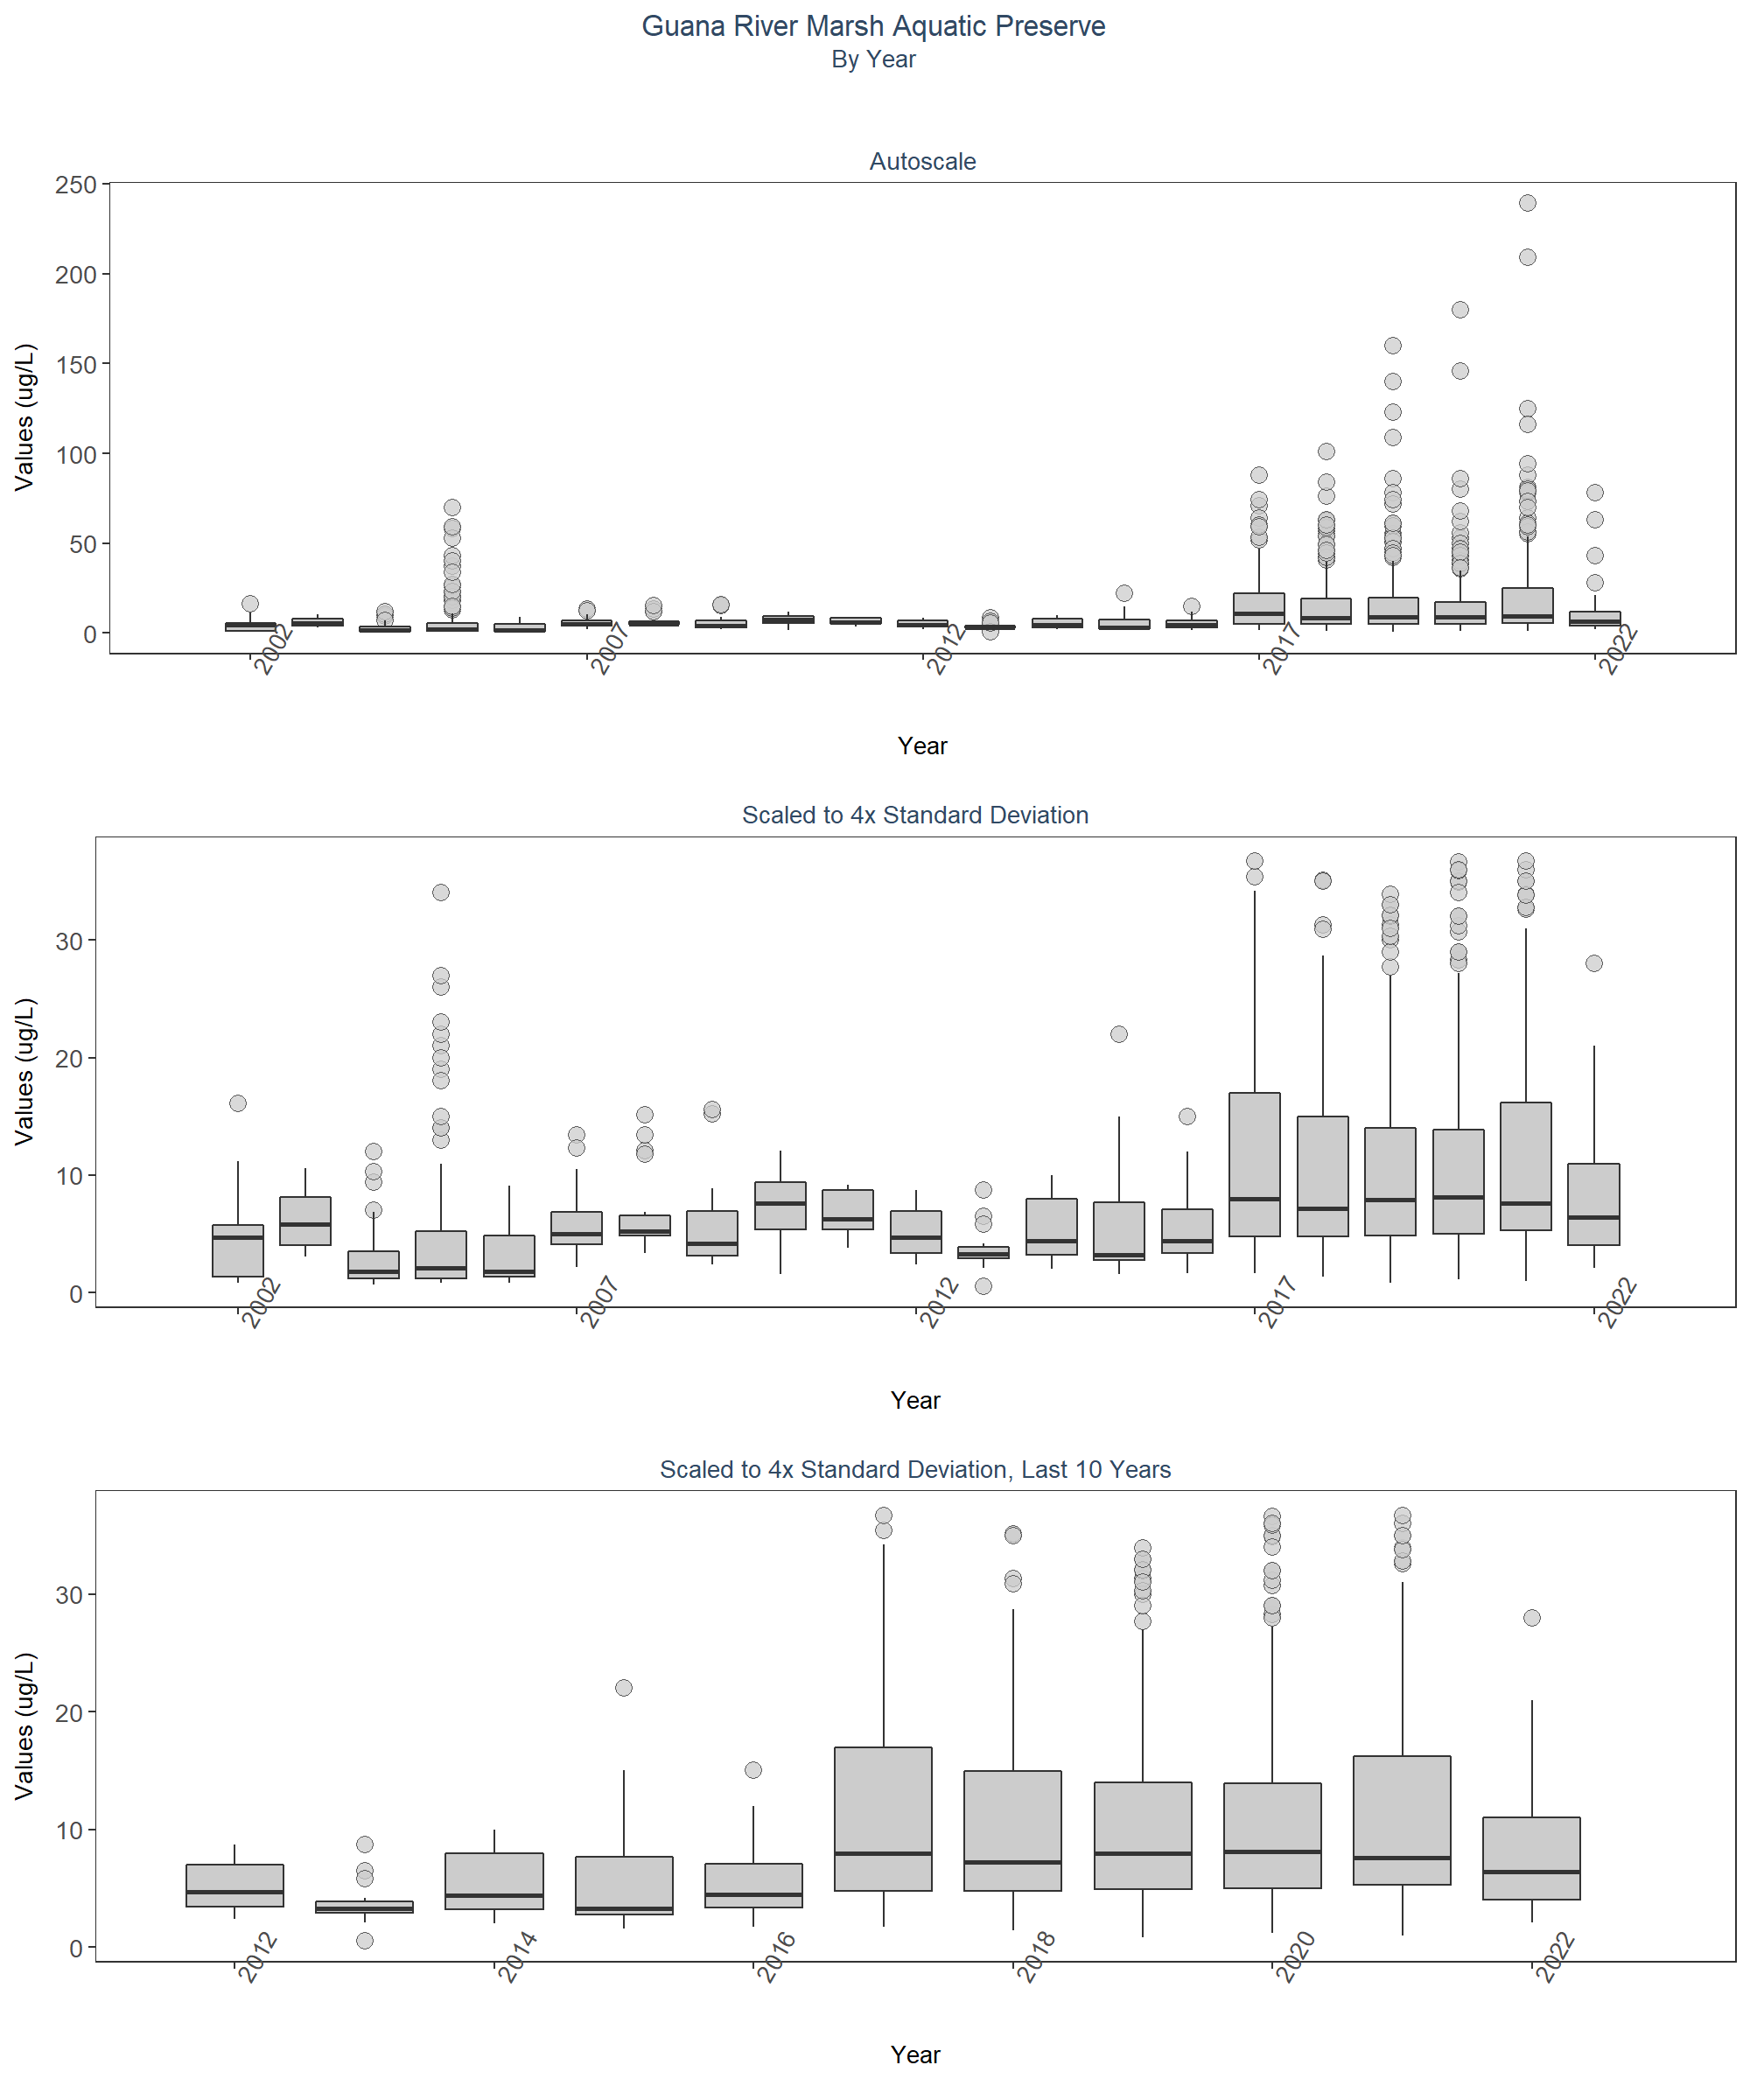 Guana River Marsh Aquatic Preserve
By Year
Autoscale
Values (ug/L)
250
200
150
100
50
0
2002
2007
2012
2017
2022
Year
Scaled to 4x Standard Deviation
Values (ug/L)
30
20
10
0
2002
2007
2012
2017
2022
Year
Scaled to 4x Standard Deviation, Last 10 Years
Values (ug/L)
30
20
10
0
2012
2014
2016
2018
2020
2022
Year